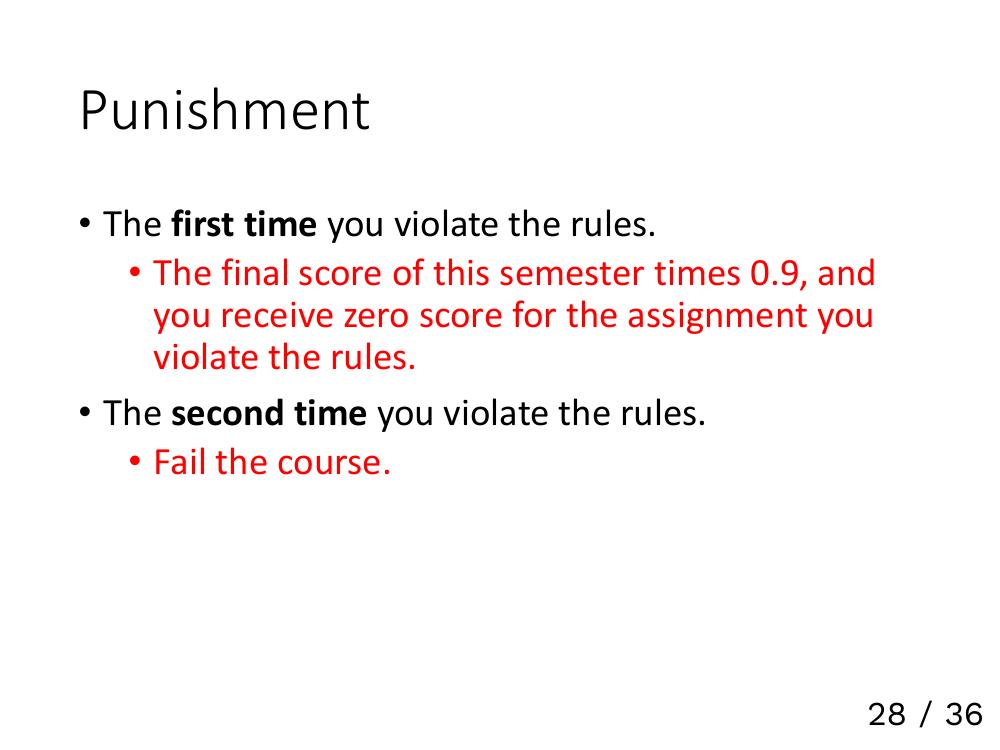 Punishment
• The first time you violate the rules.
• The final score of this semester times 0.9, and
you receive zero score for the assignment you
violate the rules.
• The second time you violate the rules.
• Fail the course.
28 / 36